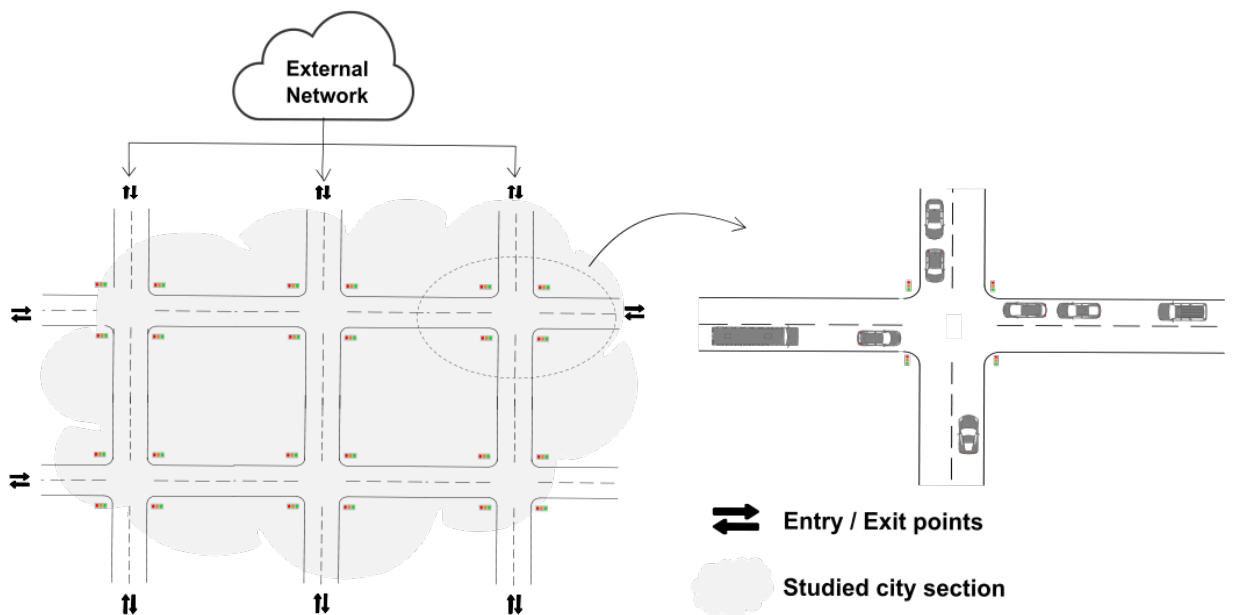 External
Network
Entry / Exit points
Studied city section